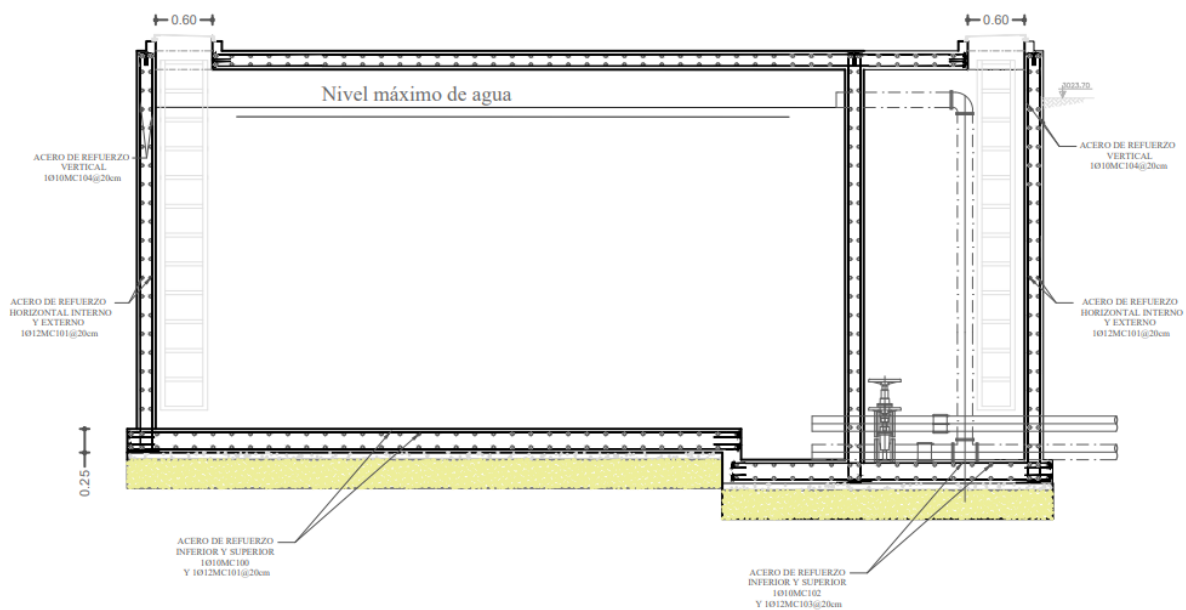 0.60
0.60
Nivel máximo de agua
3023,70
ACERO DE REFUERZO
VERTICAL
1Ø10MC104@20cm
ACERO DE REFUERZO
VERTICAL
1Ø10MC104@20cm
ACERO DE REFUERZO
HORIZONTAL INTERNO
Y EXTERNO
1Ø12MC101@20cm
ACERO DE REFUERZO
HORIZONTAL INTERNO
Y EXTERNO
1Ø12MC101@20cm
0.25
ACERO DE REFUERZO
INFERIOR Y SUPERIOR
1Ø10MC100
Y 1Ø12MC101@20cm
ACERO DE REFUERZO
INFERIOR Y SUPERIOR
1Ø10MC102
Y 1Ø12MC103@20cm